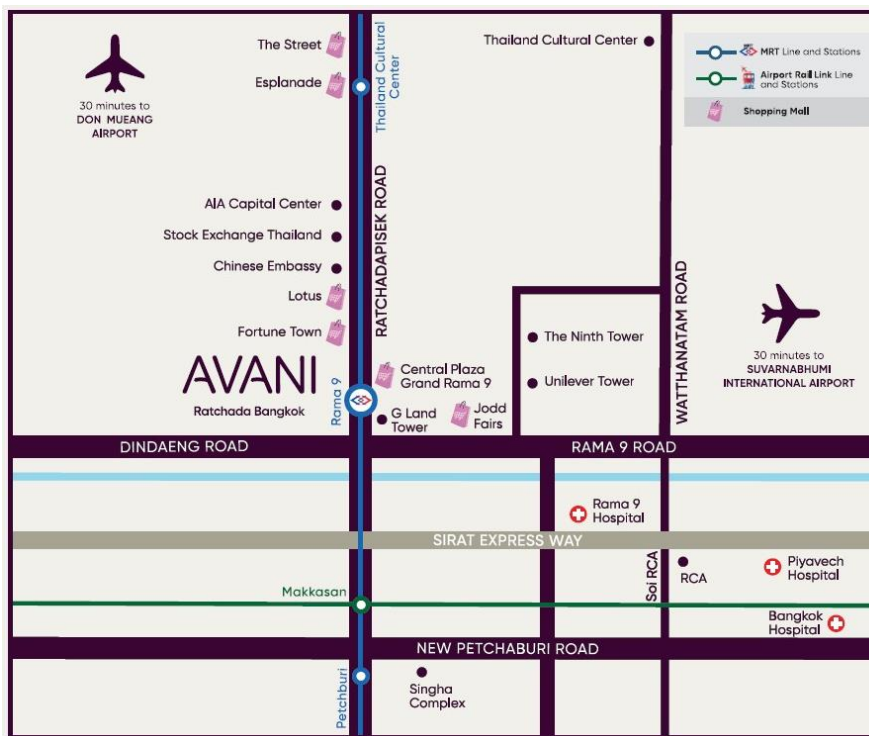 The Street
Esplanade
Thailand Cultural
Center
Thailand Cultural Center
MRT Line and Stations
Airport Rail Link Line
and Stations
Shopping Mall
30 minutes to
DON MUEANG
AIRPORT
AIA Capital Center
Stock Exchange Thailand
Chinese Embassy
Lotus
Fortune Town
RATCHADAPISEK ROAD
WATTHANATAM ROAD
The Ninth Tower
Unilever Tower
30 minutes to
SUVARNABHUMI
INTERNATIONAL AIRPORT
AVANI
Ratchada Bangkok
Rama 9
Central Plaza
Grand Rama 9
G Land
Tower
Jodd
Fairs
DINDAENG ROAD
RAMA 9 ROAD
Rama 9
Hospital
SIRAT EXPRESS WAY
Soi RCA
RCA
Piyavech
Hospital
Makkasan
Bangkok
Hospital
NEW PETCHABURI ROAD
Petchburi
Singha
Complex